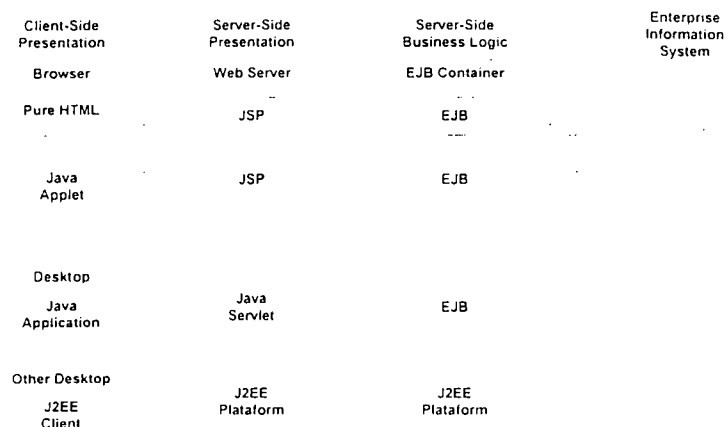 Client-Side
Presentation
Server-Side
Presentation
Server-Side
Business Logic
Enterprise
Information
System
Browser
Web Server
EJB Container
Pure HTML
JSP
EJB
Java
Applet
JSP
EJB
Desktop
Java
Application
Java
Servlet
EJB
Other Desktop
J2EE
Client
J2EE
Plataform
J2EE
Plataform